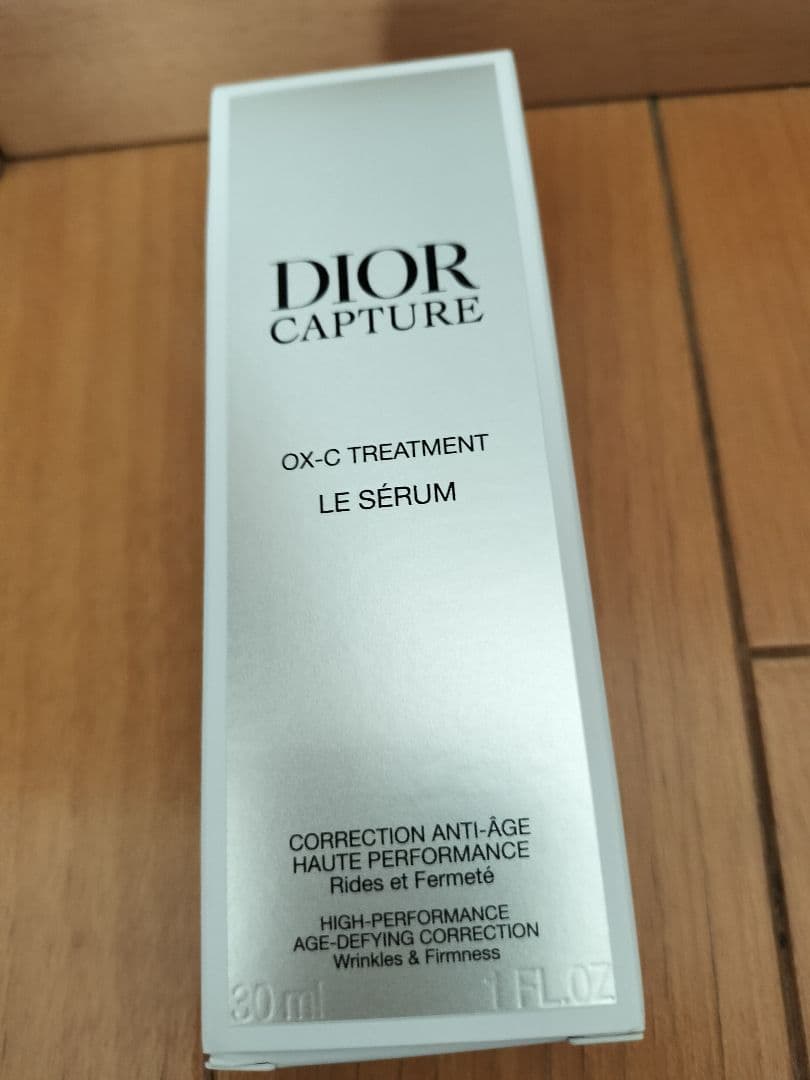 DIOR
CAPTURE
OX-C TREATMENT
LE SÉRUM
CORRECTION ANTI-ÂGE
HAUTE PERFORMANCE
Rides et Fermeté
HIGH-PERFORMANCE
AGE-DEFYING CORRECTION
Wrinkles & Firmness
30 ml 1 FL.OZ